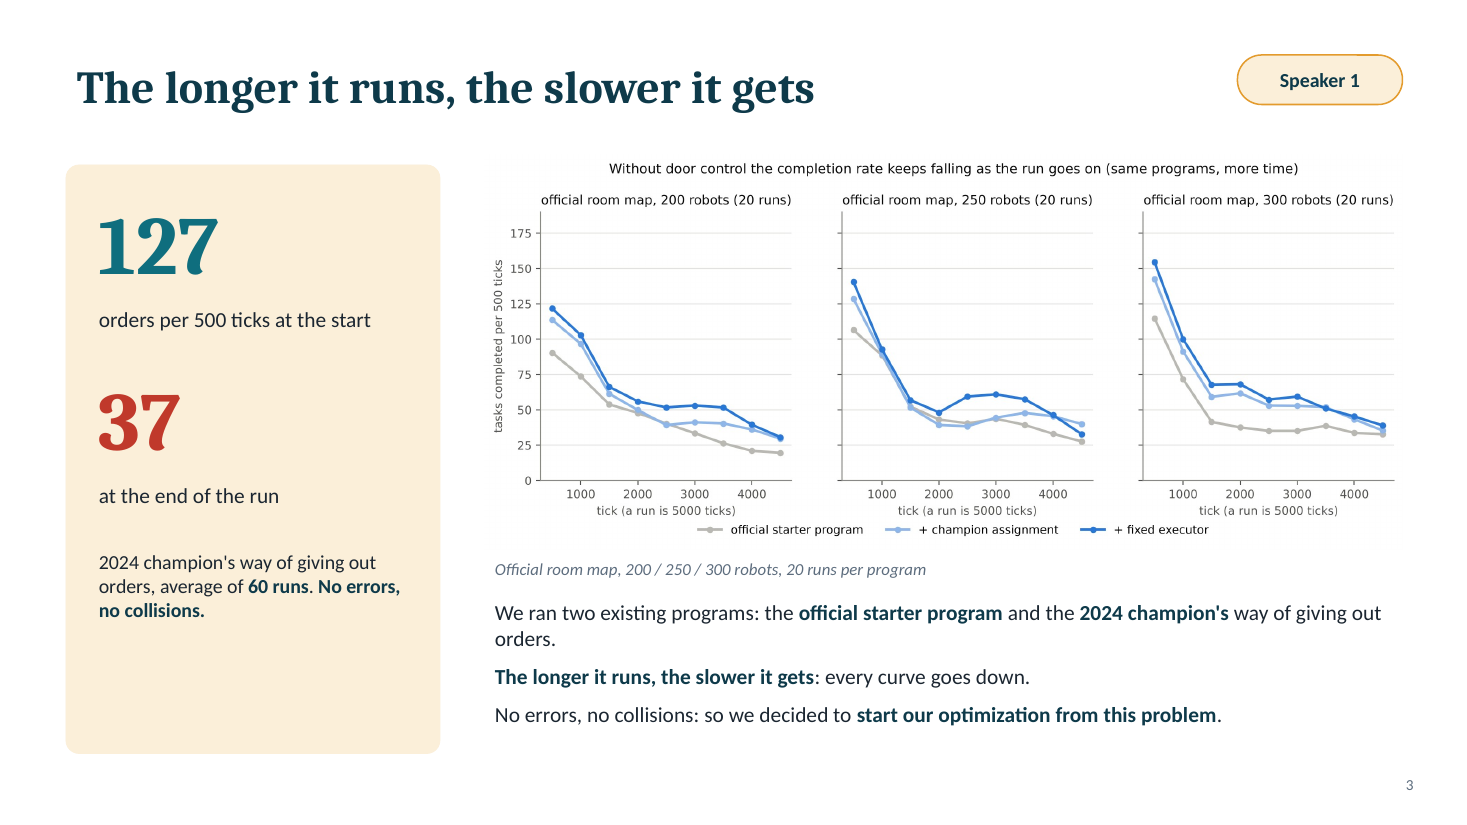 The longer it runs, the slower it gets
Speaker 1
127
orders per 500 ticks at the start
37
at the end of the run
2024 champion's way of giving out
orders, average of 60 runs. No errors,
no collisions.
Without door control the completion rate keeps falling as the run goes on (same programs, more time)
official room map, 200 robots (20 runs)
official room map, 250 robots (20 runs)
official room map, 300 robots (20 runs)
tasks completed per 500 ticks
175
150
125
100
75
50
25
0
1000 2000 3000 4000
1000 2000 3000 4000
1000 2000 3000 4000
tick (a run is 5000 ticks)
tick (a run is 5000 ticks)
tick (a run is 5000 ticks)
official starter program
+ champion assignment
+ fixed executor
Official room map, 200 / 250 / 300 robots, 20 runs per program
We ran two existing programs: the official starter program and the 2024 champion's way of giving out
orders.
The longer it runs, the slower it gets: every curve goes down.
No errors, no collisions: so we decided to start our optimization from this problem.
3